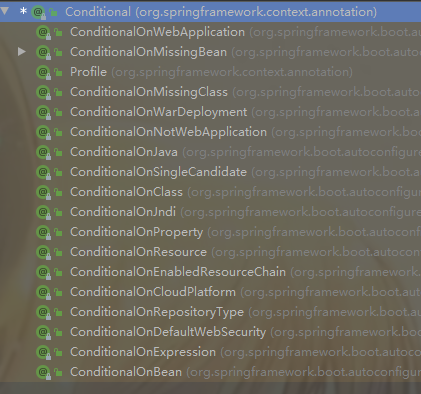 Conditional (org.springframework.context.annotation)
ConditionalOnWebApplication (org.springframework.boot.au
ConditionalOnMissingBean (org.springframework.boot.auto
Profile (org.springframework.context.annotation)
ConditionalOnMissingClass (org.springframework.boot.auto
ConditionalOnWarDeployment (org.springframework.boot.au
ConditionalOnNotWebApplication (org.springframework.boo
ConditionalOnJava (org.springframework.boot.autoconfigure
ConditionalOnSingleCandidate (org.springframework.boot.a
ConditionalOnClass (org.springframework.boot.autoconfigu
ConditionalOnJndi (org.springframework.boot.autoconfigure
ConditionalOnProperty (org.springframework.boot.autoconf
ConditionalOnResource (org.springframework.boot.autocon
ConditionalOnEnabledResourceChain (org.springframework.
ConditionalOnCloudPlatform (org.springframework.boot.aut
ConditionalOnRepositoryType (org.springframework.boot.au
ConditionalOnDefaultWebSecurity (org.springframework.bo
ConditionalOnExpression (org.springframework.boot.autoco
ConditionalOnBean (org.springframework.boot.autoconfigur